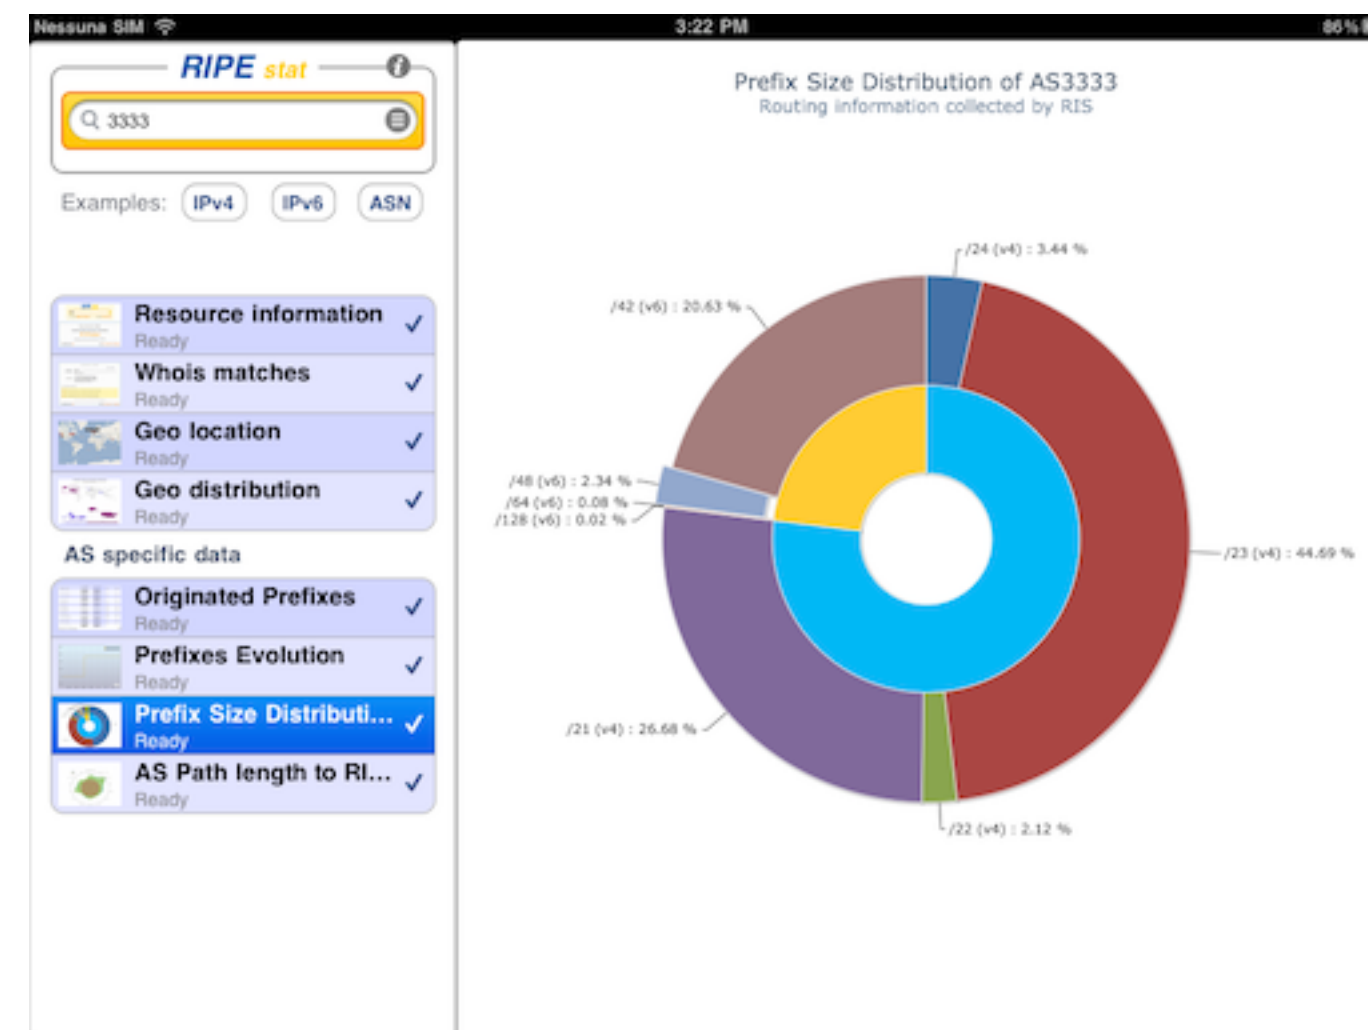 Nessuna SIM 3:22 PM 86%
RIPE stat
3333
Examples: IPv4 IPv6 ASN
Resource information
Ready
Whois matches
Ready
Geo location
Ready
Geo distribution
Ready
AS specific data
Originated Prefixes
Ready
Prefixes Evolution
Ready
Prefix Size Distributi...
Ready
AS Path length to RI...
Ready
Prefix Size Distribution of AS3333
Routing information collected by RIS
/24 (v4) : 3.44 %
/42 (v6) : 20.63 %
/48 (v6) : 2.34 %
/64 (v6) : 0.08 %
/128 (v6) : 0.02 %
/23 (v4) : 44.69 %
/21 (v4) : 26.68 %
/22 (v4) : 2.12 %